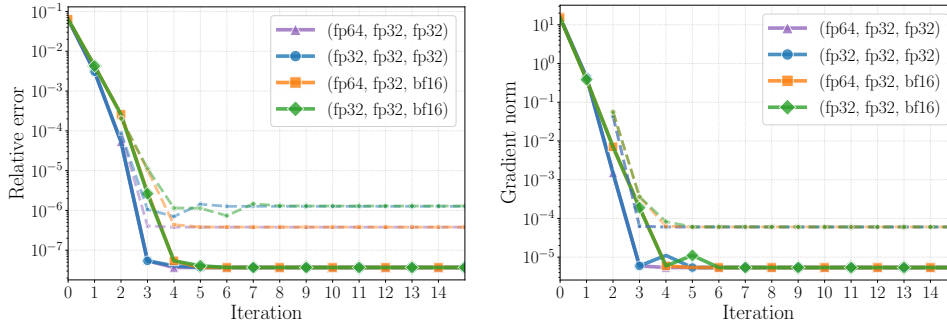 Relative error
10^{-1}
10^{-2}
10^{-3}
10^{-4}
10^{-5}
10^{-6}
10^{-7}
(fp64, fp32, fp32)
(fp32, fp32, fp32)
(fp64, fp32, bf16)
(fp32, fp32, bf16)
0 1 2 3 4 5 6 7 8 9 10 11 12 13 14
Iteration
Gradient norm
10^{1}
10^{0}
10^{-1}
10^{-2}
10^{-3}
10^{-4}
10^{-5}
(fp64, fp32, fp32)
(fp32, fp32, fp32)
(fp64, fp32, bf16)
(fp32, fp32, bf16)
0 1 2 3 4 5 6 7 8 9 10 11 12 13 14
Iteration